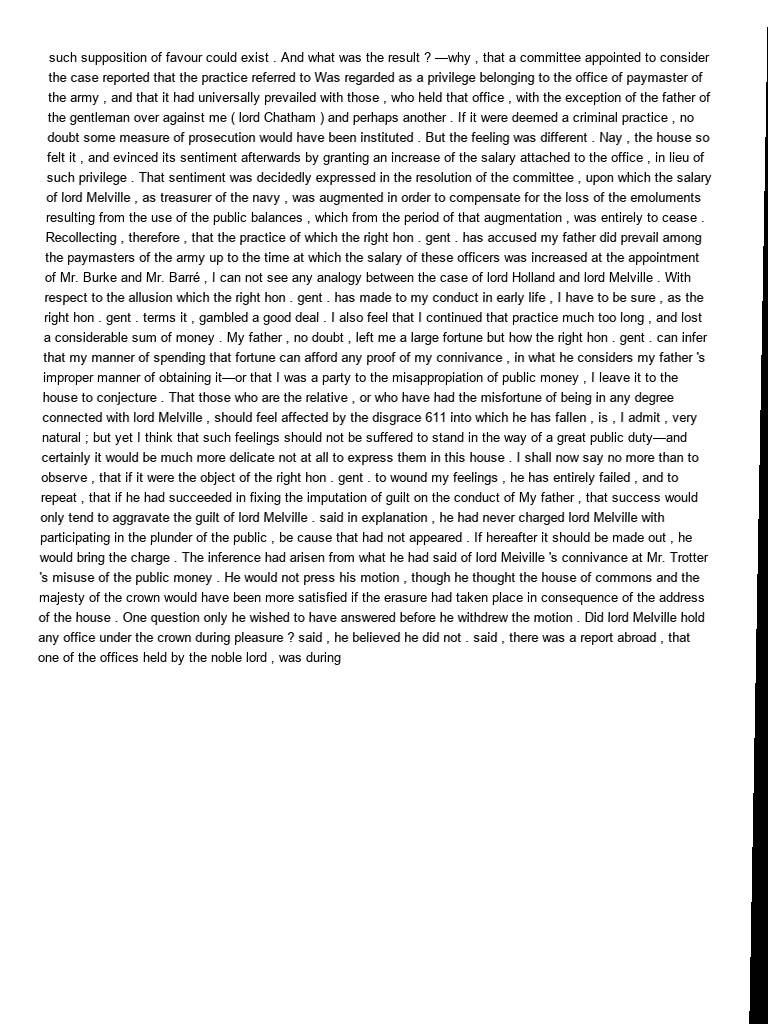 such supposition of favour could exist . And what was the result ? —why , that a committee appointed to consider
the case reported that the practice referred to Was regarded as a privilege belonging to the office of paymaster of
the army , and that it had universally prevailed with those , who held that office , with the exception of the father of
the gentleman over against me ( lord Chatham ) and perhaps another . If it were deemed a criminal practice , no
doubt some measure of prosecution would have been instituted . But the feeling was different . Nay , the house so
felt it , and evinced its sentiment afterwards by granting an increase of the salary attached to the office , in lieu of
such privilege . That sentiment was decidedly expressed in the resolution of the committee , upon which the salary
of lord Melville , as treasurer of the navy , was augmented in order to compensate for the loss of the emoluments
resulting from the use of the public balances , which from the period of that augmentation , was entirely to cease .
Recollecting , therefore , that the practice of which the right hon . gent . has accused my father did prevail among
the paymasters of the army up to the time at which the salary of these officers was increased at the appointment
of Mr. Burke and Mr. Barré , I can not see any analogy between the case of lord Holland and lord Melville . With
respect to the allusion which the right hon . gent . has made to my conduct in early life , I have to be sure , as the
right hon . gent . terms it , gambled a good deal . I also feel that I continued that practice much too long , and lost
a considerable sum of money . My father , no doubt , left me a large fortune but how the right hon . gent . can infer
that my manner of spending that fortune can afford any proof of my connivance , in what he considers my father 's
improper manner of obtaining it—or that I was a party to the misappropiation of public money , I leave it to the
house to conjecture . That those who are the relative , or who have had the misfortune of being in any degree
connected with lord Melville , should feel affected by the disgrace 611 into which he has fallen , is , I admit , very
natural ; but yet I think that such feelings should not be suffered to stand in the way of a great public duty—and
certainly it would be much more delicate not at all to express them in this house . I shall now say no more than to
observe , that if it were the object of the right hon . gent . to wound my feelings , he has entirely failed , and to
repeat , that if he had succeeded in fixing the imputation of guilt on the conduct of My father , that success would
only tend to aggravate the guilt of lord Melville . said in explanation , he had never charged lord Melville with
participating in the plunder of the public , be cause that had not appeared . If hereafter it should be made out , he
would bring the charge . The inference had arisen from what he had said of lord Meiville 's connivance at Mr. Trotter
's misuse of the public money . He would not press his motion , though he thought the house of commons and the
majesty of the crown would have been more satisfied if the erasure had taken place in consequence of the address
of the house . One question only he wished to have answered before he withdrew the motion . Did lord Melville hold
any office under the crown during pleasure ? said , he believed he did not . said , there was a report abroad , that
one of the offices held by the noble lord , was during